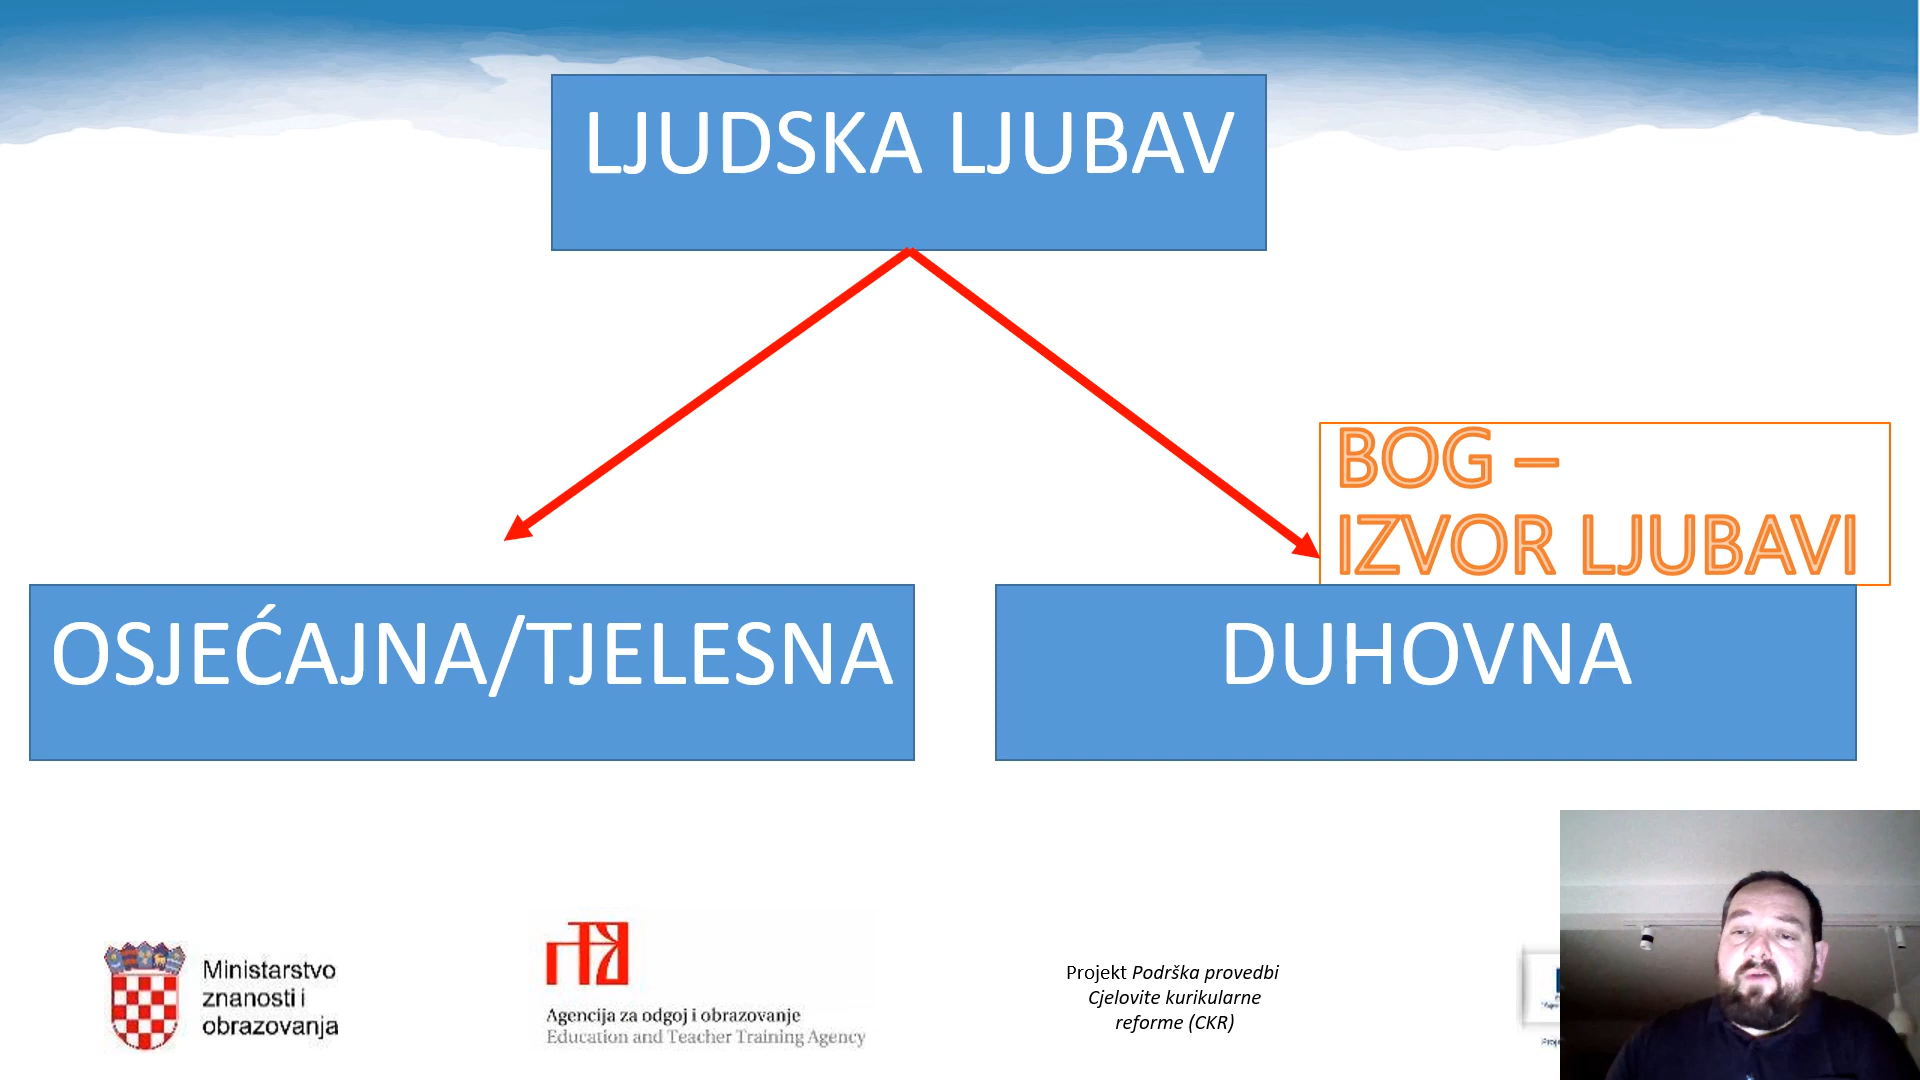 LJUDSKA LJUBAV
BOG –
IZVOR LJUBAVI
OSJEĆAJNA/TJELESNA
DUHOVNA
Ministarstvo
znanosti i
obrazovanja
Agencija za odgoj i obrazovanje
Education and Teacher Training Agency
Projekt Podrška provedbi
Cjelovite kurikularne
reforme (CKR)